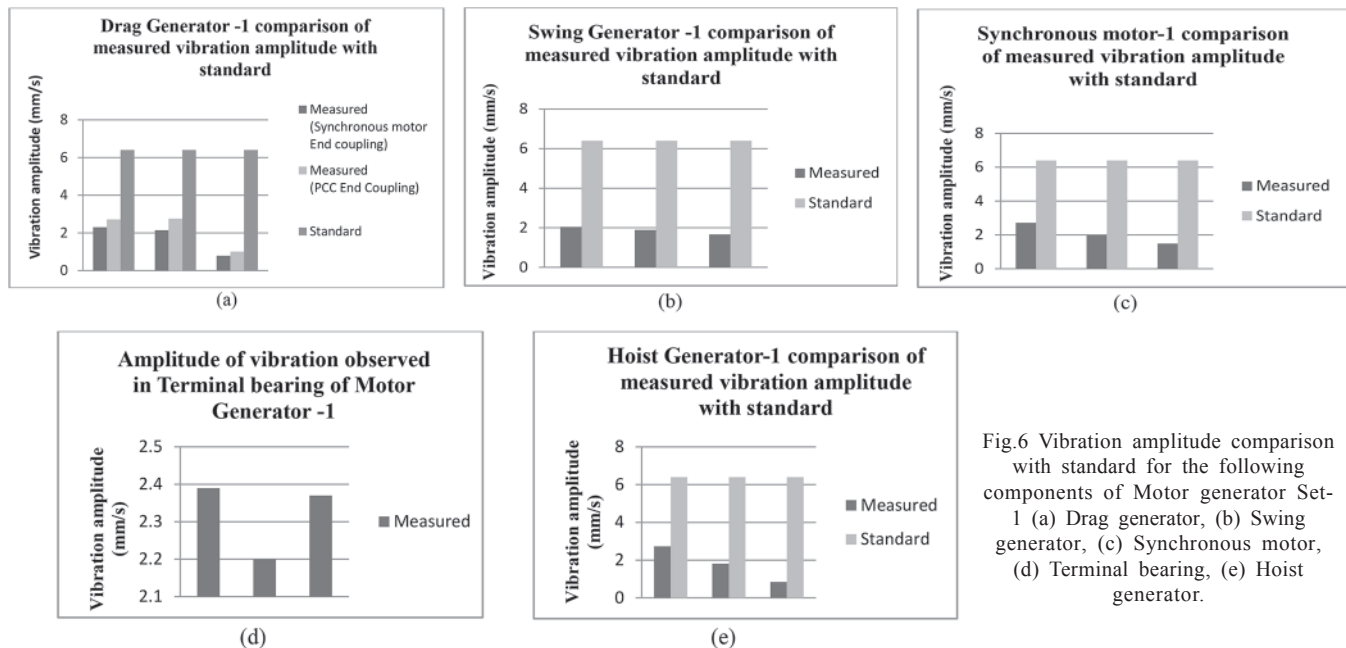 Drag Generator -1 comparison of
measured vibration amplitude with
standard
Vibration amplitude (mm/s)
8
6
4
2
0
Measured
(Synchronous motor
End coupling)
Measured
(PCC End Coupling)
Standard
(a)
Swing Generator -1 comparison of
measured vibration amplitude with
standard
Vibration amplitude (mm/s)
8
6
4
2
0
Measured
Standard
(b)
Synchronous motor-1 comparison
of measured vibration amplitude
with standard
Vibration amplitude (mm/s)
8
6
4
2
0
Measured
Standard
(c)
Amplitude of vibration observed
in Terminal bearing of Motor
Generator -1
Vibration amplitude
(mm/s)
2.5
2.4
2.3
2.2
2.1
Measured
(d)
Hoist Generator-1 comparison of
measured vibration amplitude
with standard
Vibration amplitude
(mm/s)
8
6
4
2
0
Measured
Standard
(e)
Fig.6 Vibration amplitude comparison
with standard for the following
components of Motor generator Set-
1 (a) Drag generator, (b) Swing
generator, (c) Synchronous motor,
(d) Terminal bearing, (e) Hoist
generator.